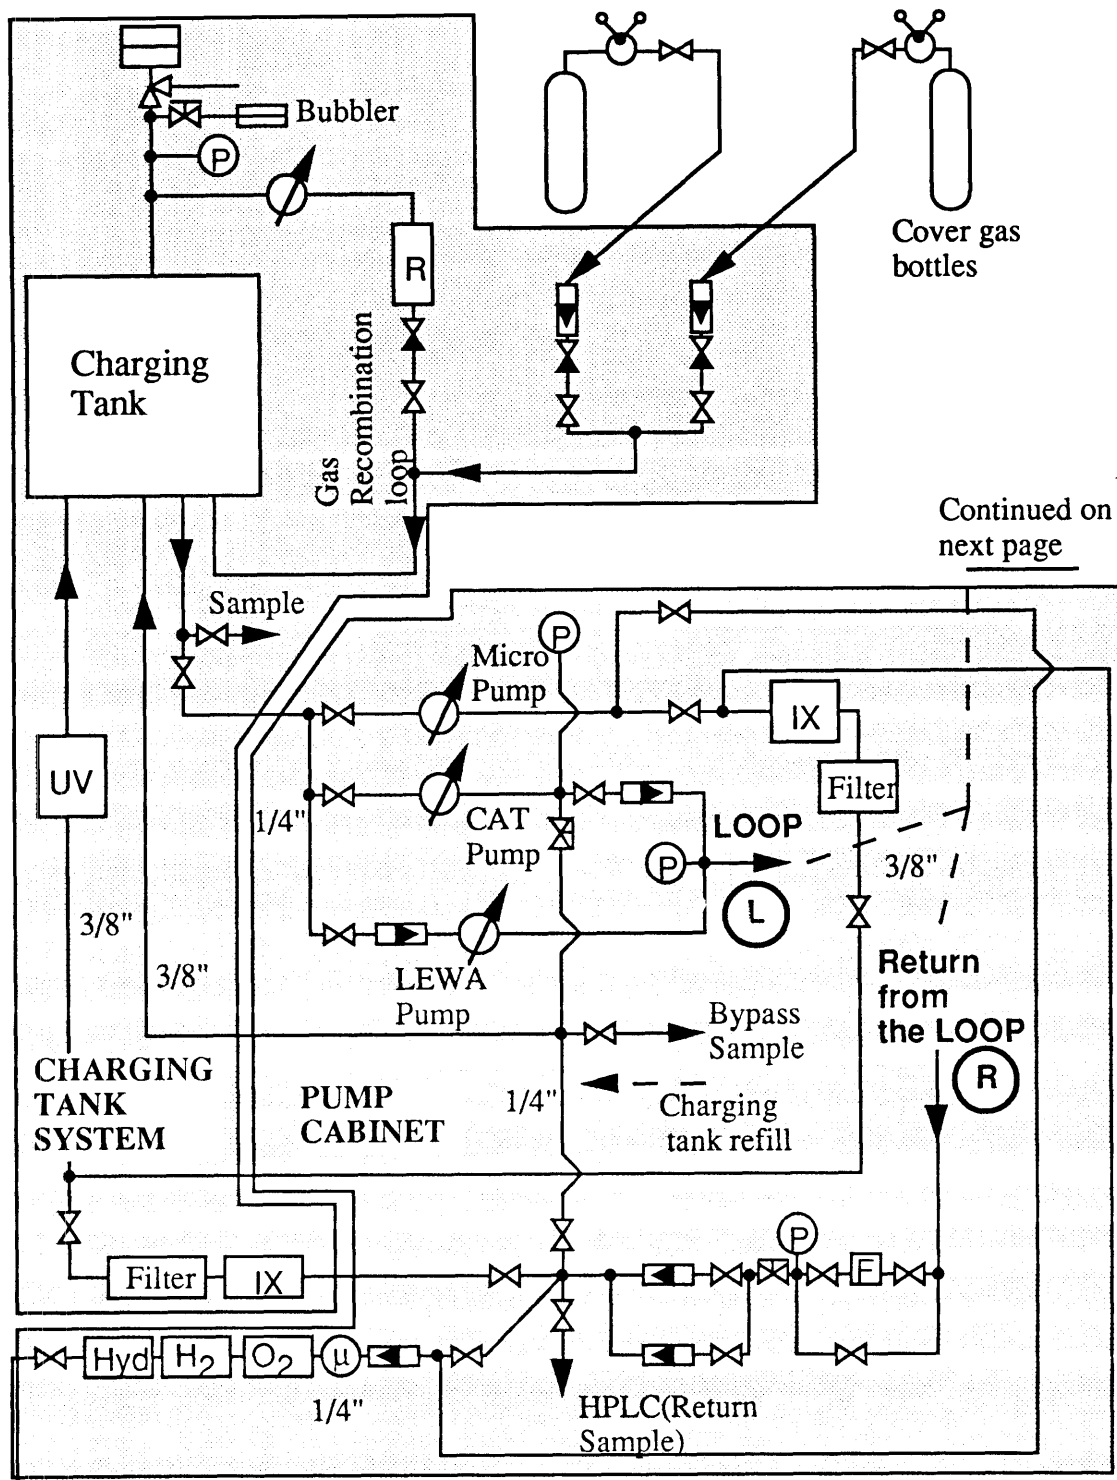 Bubbler
P
R
Cover gas
bottles
Charging
Tank
Gas
Recombination
loop
Continued on
next page
Sample
P
Micro
Pump
IX
UV
Filter
1/4"
CAT
Pump
LOOP
P
3/8"
L
3/8"
3/8"
LEWA
Pump
Return
from
the LOOP
R
Bypass
Sample
CHARGING
TANK
SYSTEM
PUMP
CABINET
1/4"
Charging
tank refill
P
F
Filter
IX
Hyd
H2
O2
μ
1/4"
HPLC(Return
Sample)